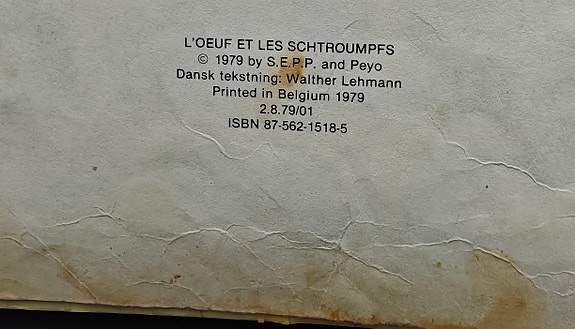 L'OEUF ET LES SCHTROUMPFS
© 1979 by S.E.P.P. and Peyo
Dansk tekstning: Walther Lehmann
Printed in Belgium 1979
2.8.79/01
ISBN 87-562-1518-5